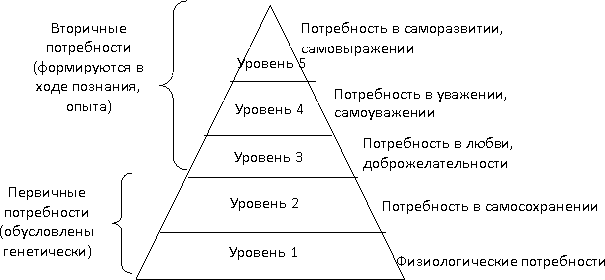 Вторичные
потребности
(формируются в
ходе познания,
опыта)
Первичные
потребности
(обусловлены
генетически)
Уровень 5
Уровень 4
Уровень 3
Уровень 2
Уровень 1
Потребность в саморазвитии,
самовыражении
Потребность в уважении,
самоуважении
Потребность в любви,
доброжелательности
Потребность в самосохранении
Физиологические потребности